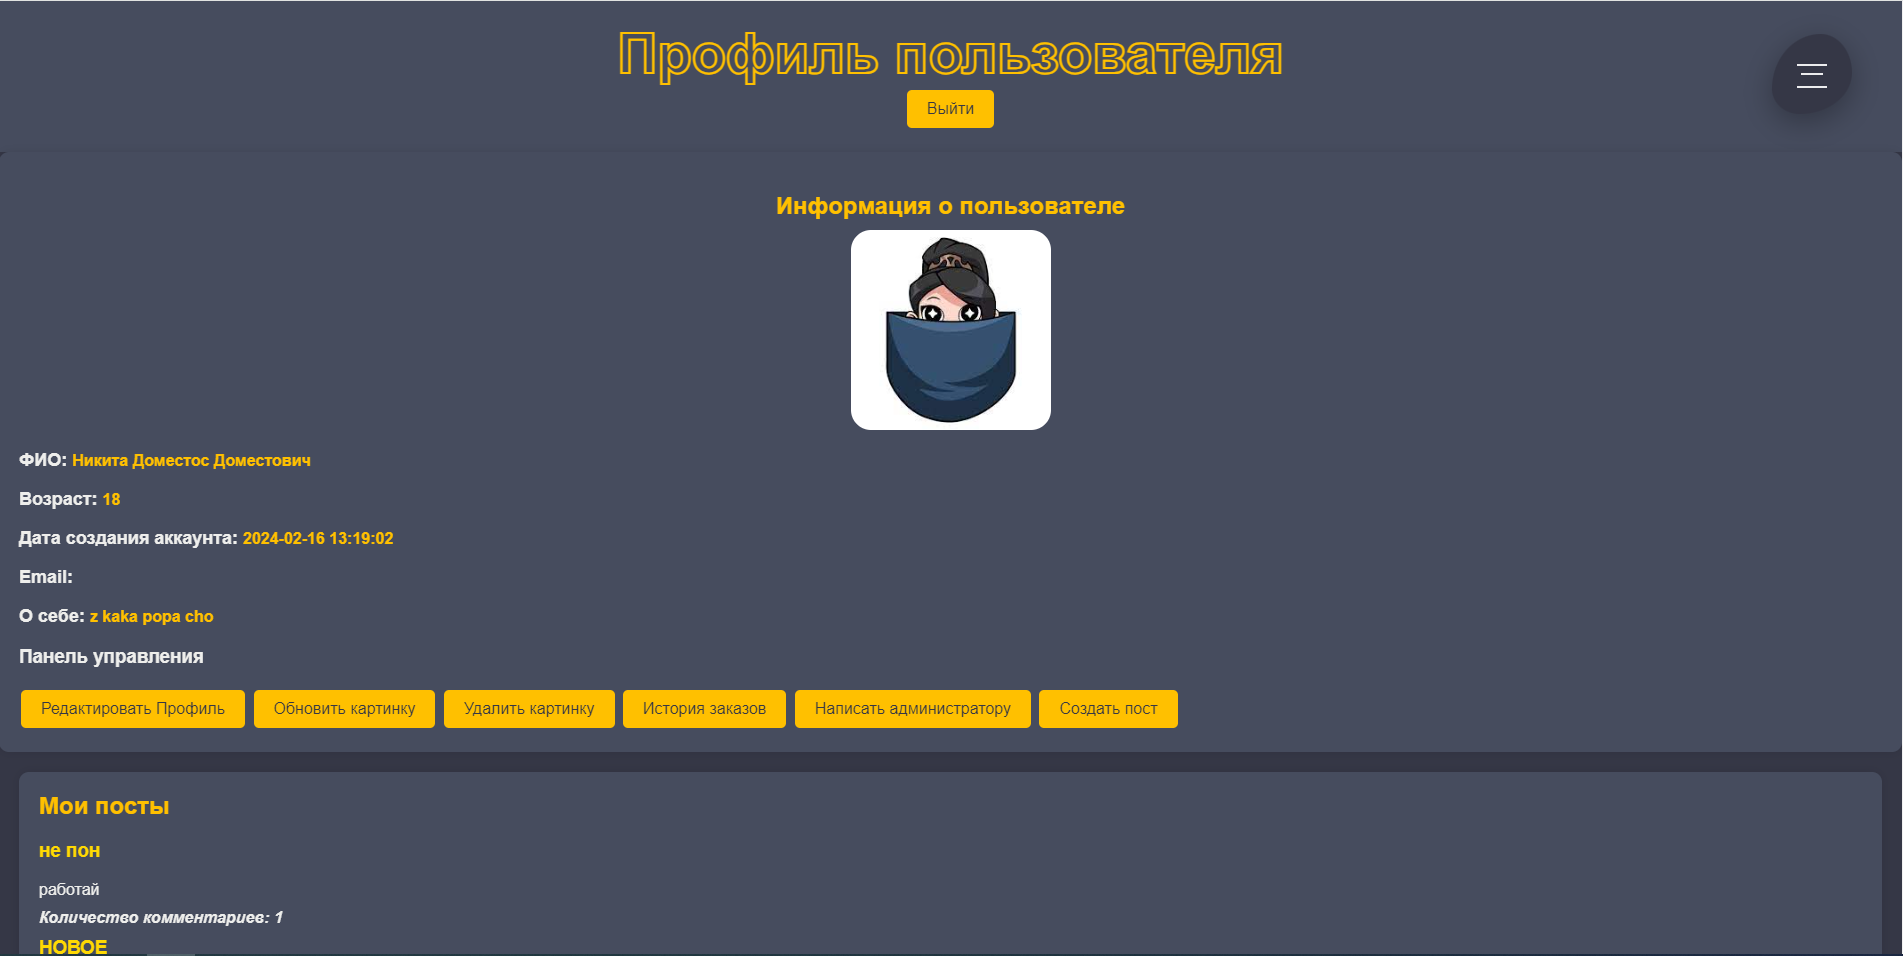 Профиль пользователя
Выйти
Информация о пользователе
ФИО: Никита Доместос Доместович
Возраст: 18
Дата создания аккаунта: 2024-02-16 13:19:02
Email:
О себе: z kaka popa cho
Панель управления
Редактировать Профиль Обновить картинку Удалить картинку История заказов Написать администратору Создать пост
Мои посты
не пон
работай
Количество комментариев: 1
НОВОЕ